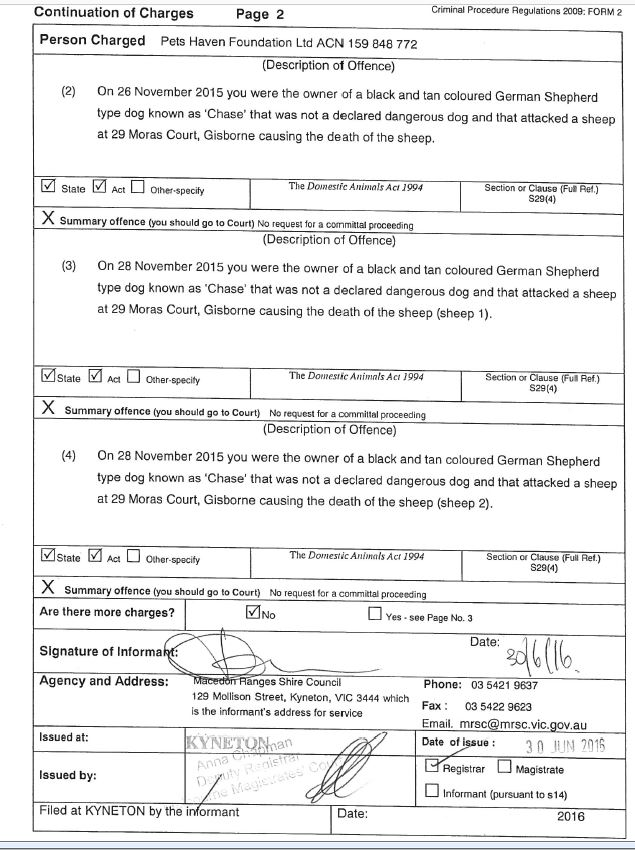 Continuation of Charges Page 2 Criminal Procedure Regulations 2009: FORM 2
Person Charged Pets Haven Foundation Ltd ACN 159 848 772
(Description of Offence)
(2) On 26 November 2015 you were the owner of a black and tan coloured German Shepherd
type dog known as 'Chase' that was not a declared dangerous dog and that attacked a sheep
at 29 Moras Court, Gisborne causing the death of the sheep.
State Act Other-specify The Domestic Animals Act 1994 Section or Clause (Full Ref.)
S29(4)
X Summary offence (you should go to Court) No request for a committal proceeding
(Description of Offence)
(3) On 28 November 2015 you were the owner of a black and tan coloured German Shepherd
type dog known as 'Chase' that was not a declared dangerous dog and that attacked a sheep
at 29 Moras Court, Gisborne causing the death of the sheep (sheep 1).
State Act Other-specify The Domestic Animals Act 1994 Section or Clause (Full Ref.)
S29(4)
X Summary offence (you should go to Court) No request for a committal proceeding
(Description of Offence)
(4) On 28 November 2015 you were the owner of a black and tan coloured German Shepherd
type dog known as 'Chase' that was not a declared dangerous dog and that attacked a sheep
at 29 Moras Court, Gisborne causing the death of the sheep (sheep 2).
State Act Other-specify The Domestic Animals Act 1994 Section or Clause (Full Ref.)
S29(4)
X Summary offence (you should go to Court) No request for a committal proceeding
Are there more charges? No Yes - see Page No. 3
Signature of Informant: Date: 30/6/16.
Agency and Address: Macedon Ranges Shire Council
129 Mollison Street, Kyneton, VIC 3444 which
is the informant's address for service
Phone: 03 5421 9637
Fax : 03 5422 9623
Email. mrsc@mrsc.vic.gov.au
Issued at: KYNETON Date of issue : 30 JUN 2016
Issued by: Anna Chapman
Deputy Registrar
Magistrates'
Registrar Magistrate
Informant (pursuant to s14)
Filed at KYNETON by the informant Date: 2016